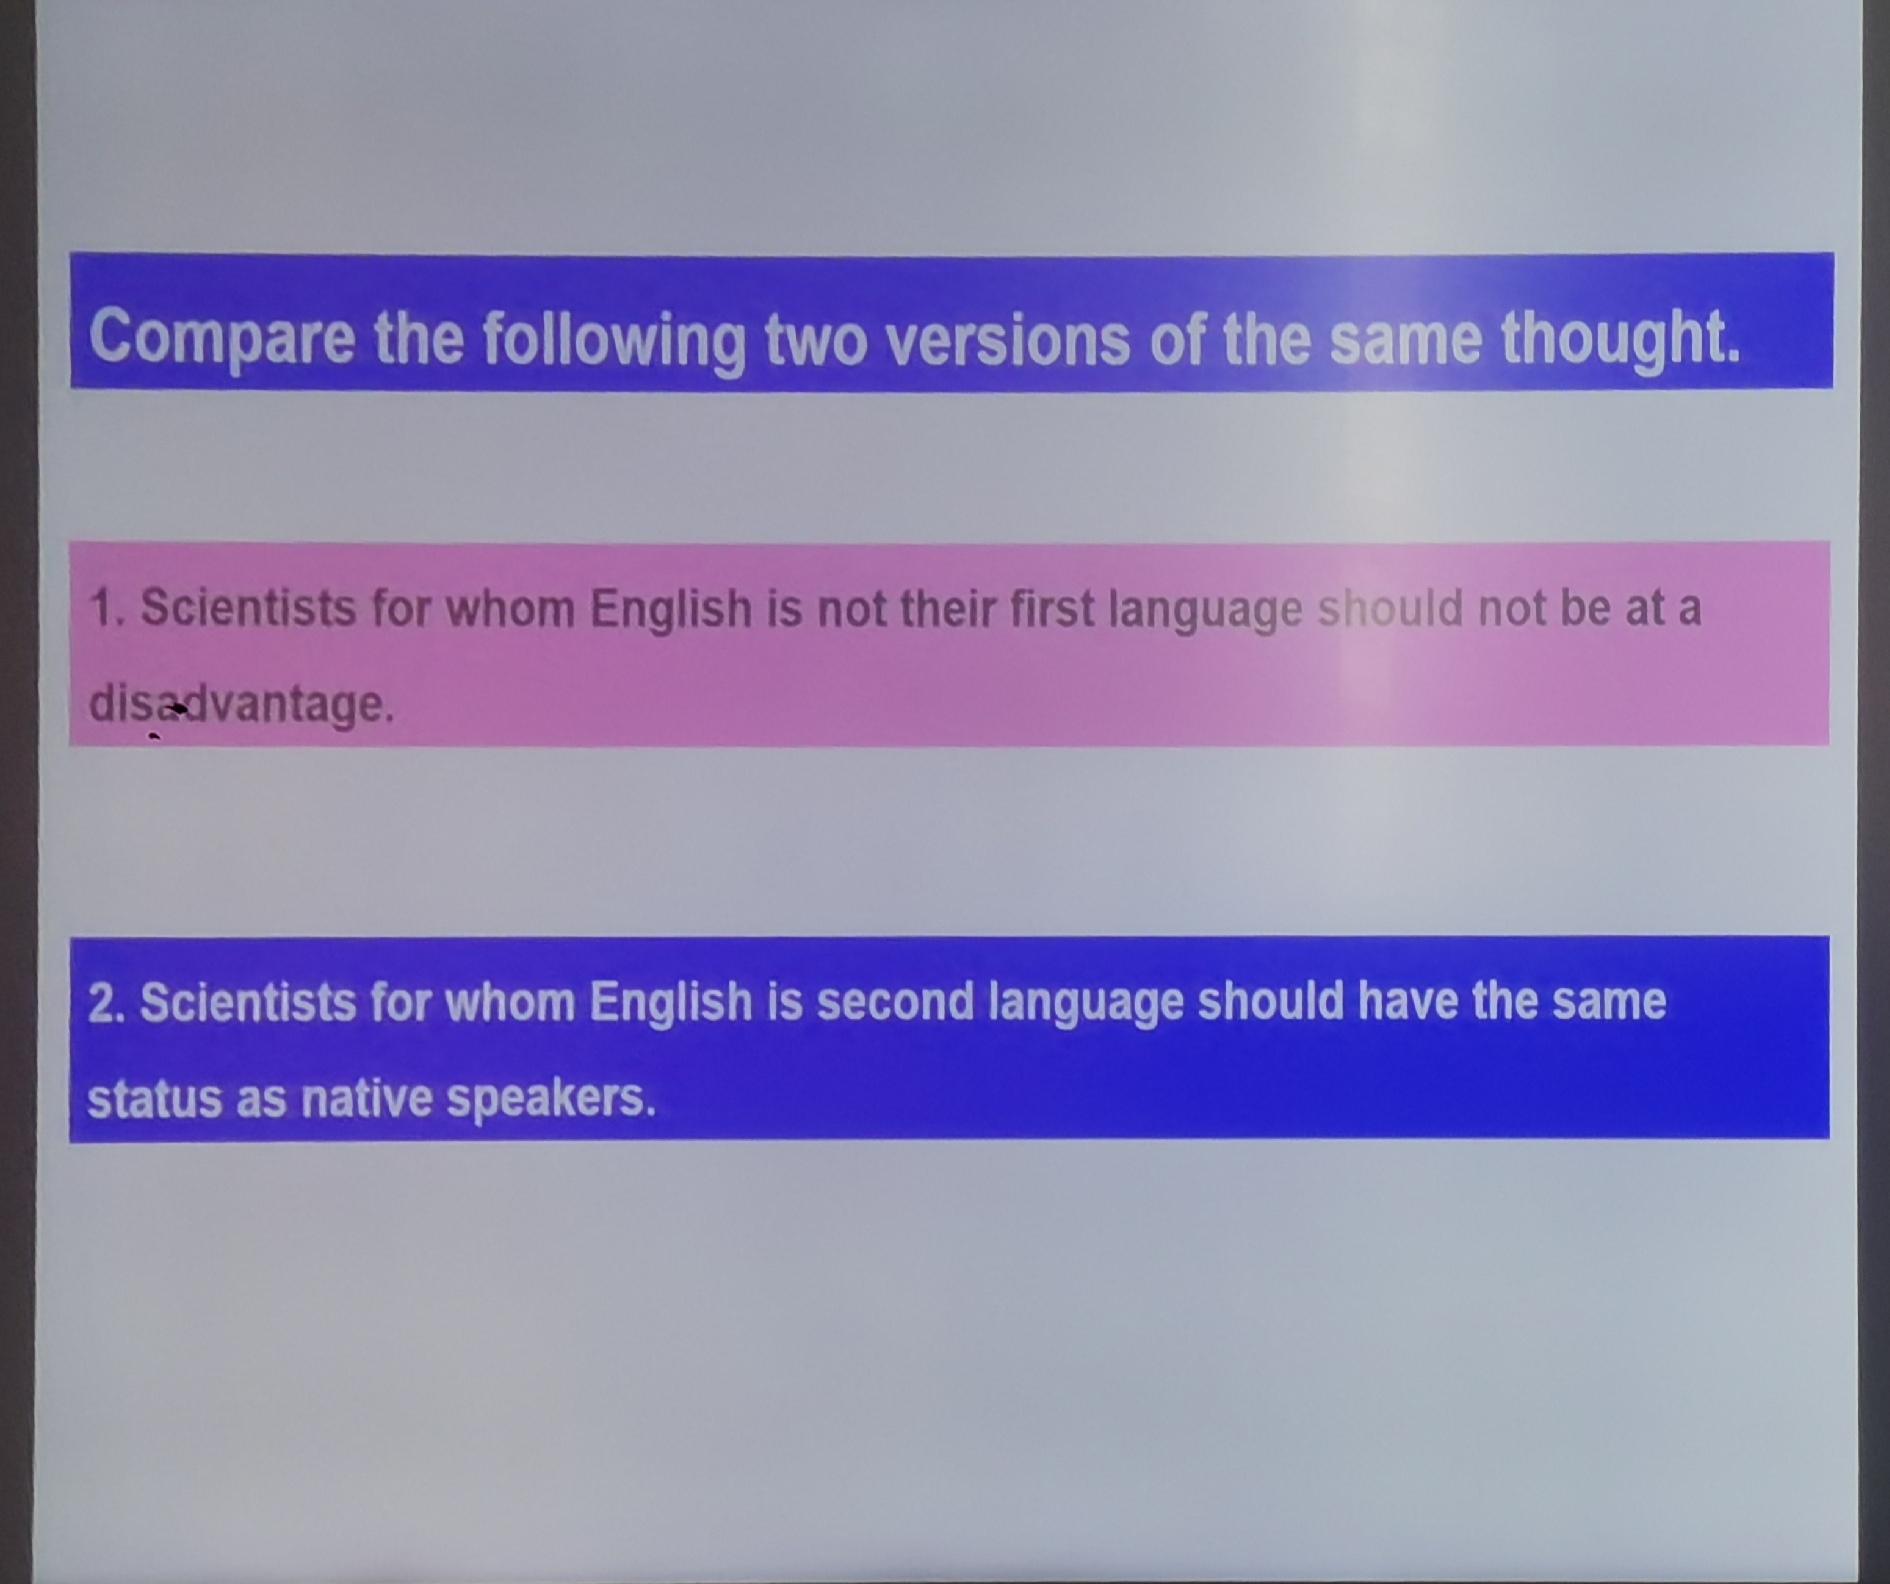 Compare the following two versions of the same thought.
1. Scientists for whom English is not their first language should not be at a
disadvantage.
2. Scientists for whom English is second language should have the same
status as native speakers.